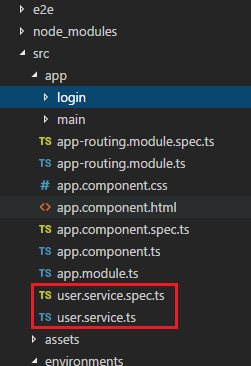 e2e
node_modules
src
app
login
main
TS app-routing.module.spec.ts
TS app-routing.module.ts
# app.component.css
<> app.component.html
TS app.component.spec.ts
TS app.component.ts
TS app.module.ts
TS user.service.spec.ts
TS user.service.ts
assets
environments